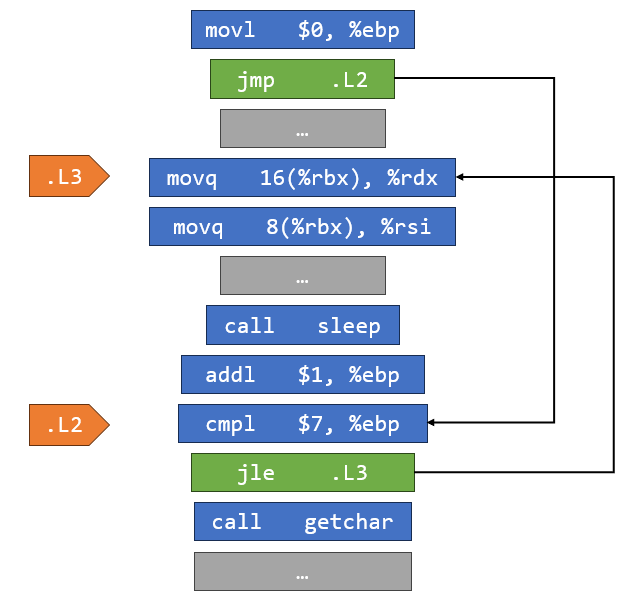 movl $0, %ebp
jmp .L2
…
.L3
movq 16(%rbx), %rdx
movq 8(%rbx), %rsi
…
call sleep
addl $1, %ebp
.L2
cmpl $7, %ebp
jle .L3
call getchar
…